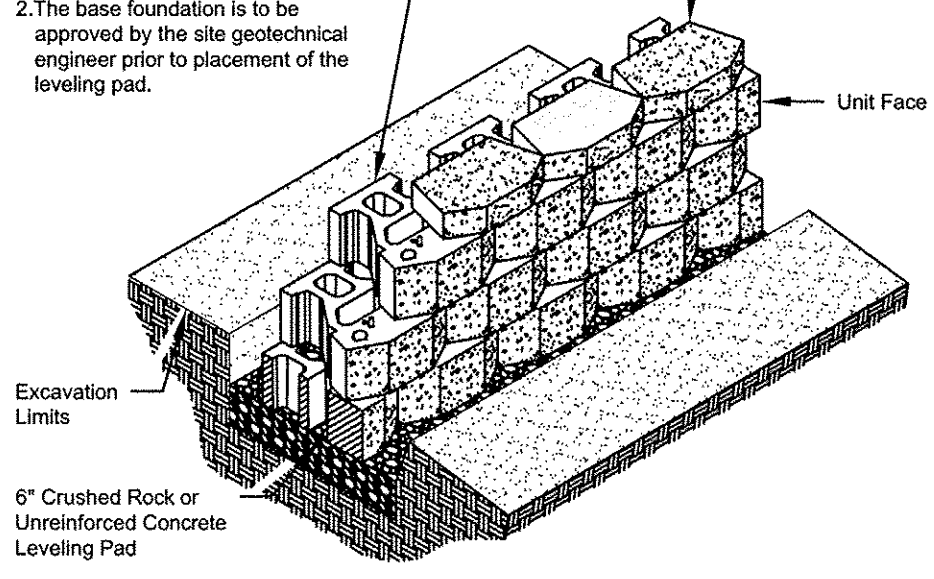 2.The base foundation is to be
approved by the site geotechnical
engineer prior to placement of the
leveling pad.
Unit Face
Excavation
Limits
6" Crushed Rock or
Unreinforced Concrete
Leveling Pad